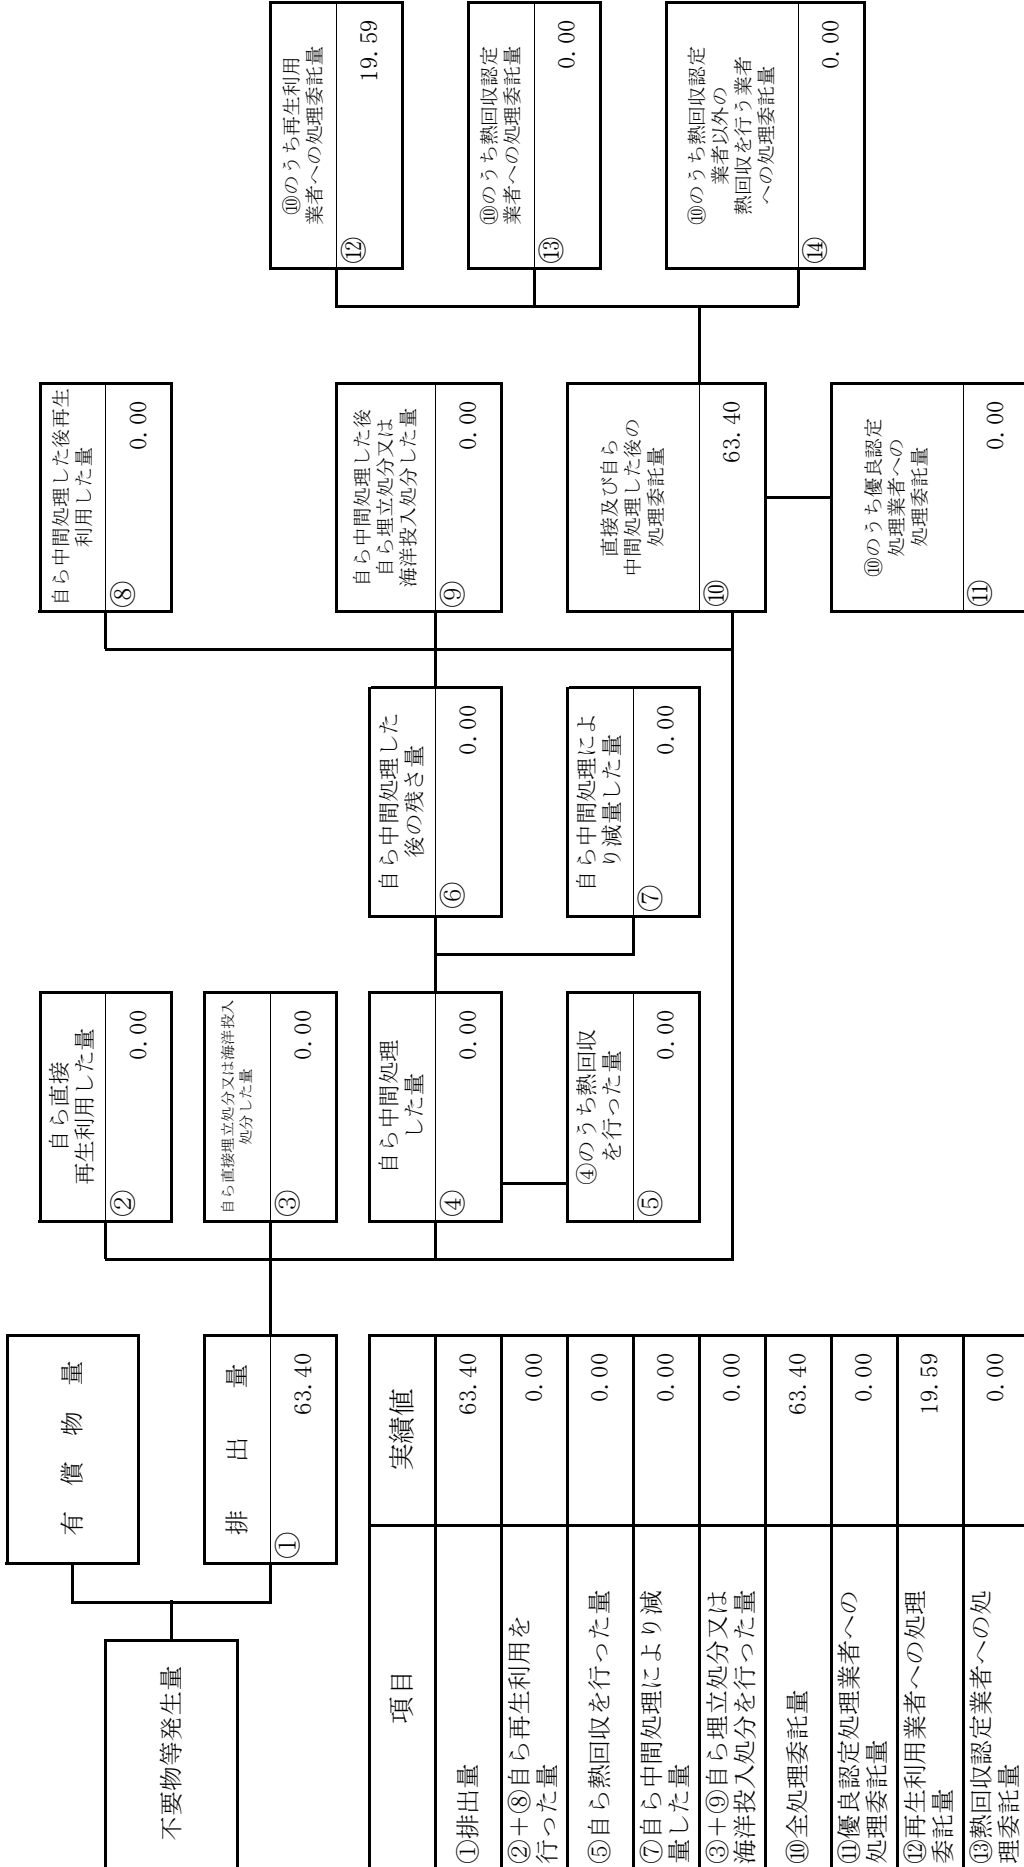 不要物等発生量
有償物量
排出量
①
63.40
自ら直接
再生利用した量
②
0.00
自ら直接埋立処分又は海洋投入
処分した量
③
0.00
自ら中間処理
した量
④
0.00
④のうち熱回収
を行った量
⑤
0.00
自ら中間処理した
後の残さ量
⑥
0.00
自ら中間処理によ
り減量した量
⑦
0.00
自ら中間処理した後再生
利用した量
⑧
0.00
自ら中間処理した後
自ら埋立処分又は
海洋投入処分した量
⑨
0.00
直接及び自ら
中間処理した後の
処理委託量
⑩
63.40
⑩のうち優良認定
処理業者への
処理委託量
⑪
0.00
⑩のうち再生利用
業者への処理委託量
⑫
19.59
⑩のうち熱回収認定
業者への処理委託量
⑬
0.00
⑩のうち熱回収認定
業者以外の
熱回収を行う業者
への処理委託量
⑭
0.00
項目
実績値
①排出量
63.40
②＋⑧自ら再生利用を
行った量
0.00
⑤自ら熱回収を行った量
0.00
⑦自ら中間処理により減
量した量
0.00
③＋⑨自ら埋立処分又は
海洋投入処分を行った量
0.00
⑩全処理委託量
63.40
⑪優良認定処理業者への
処理委託量
0.00
⑫再生利用業者への処理
委託量
19.59
⑬熱回収認定業者への処
理委託量
0.00